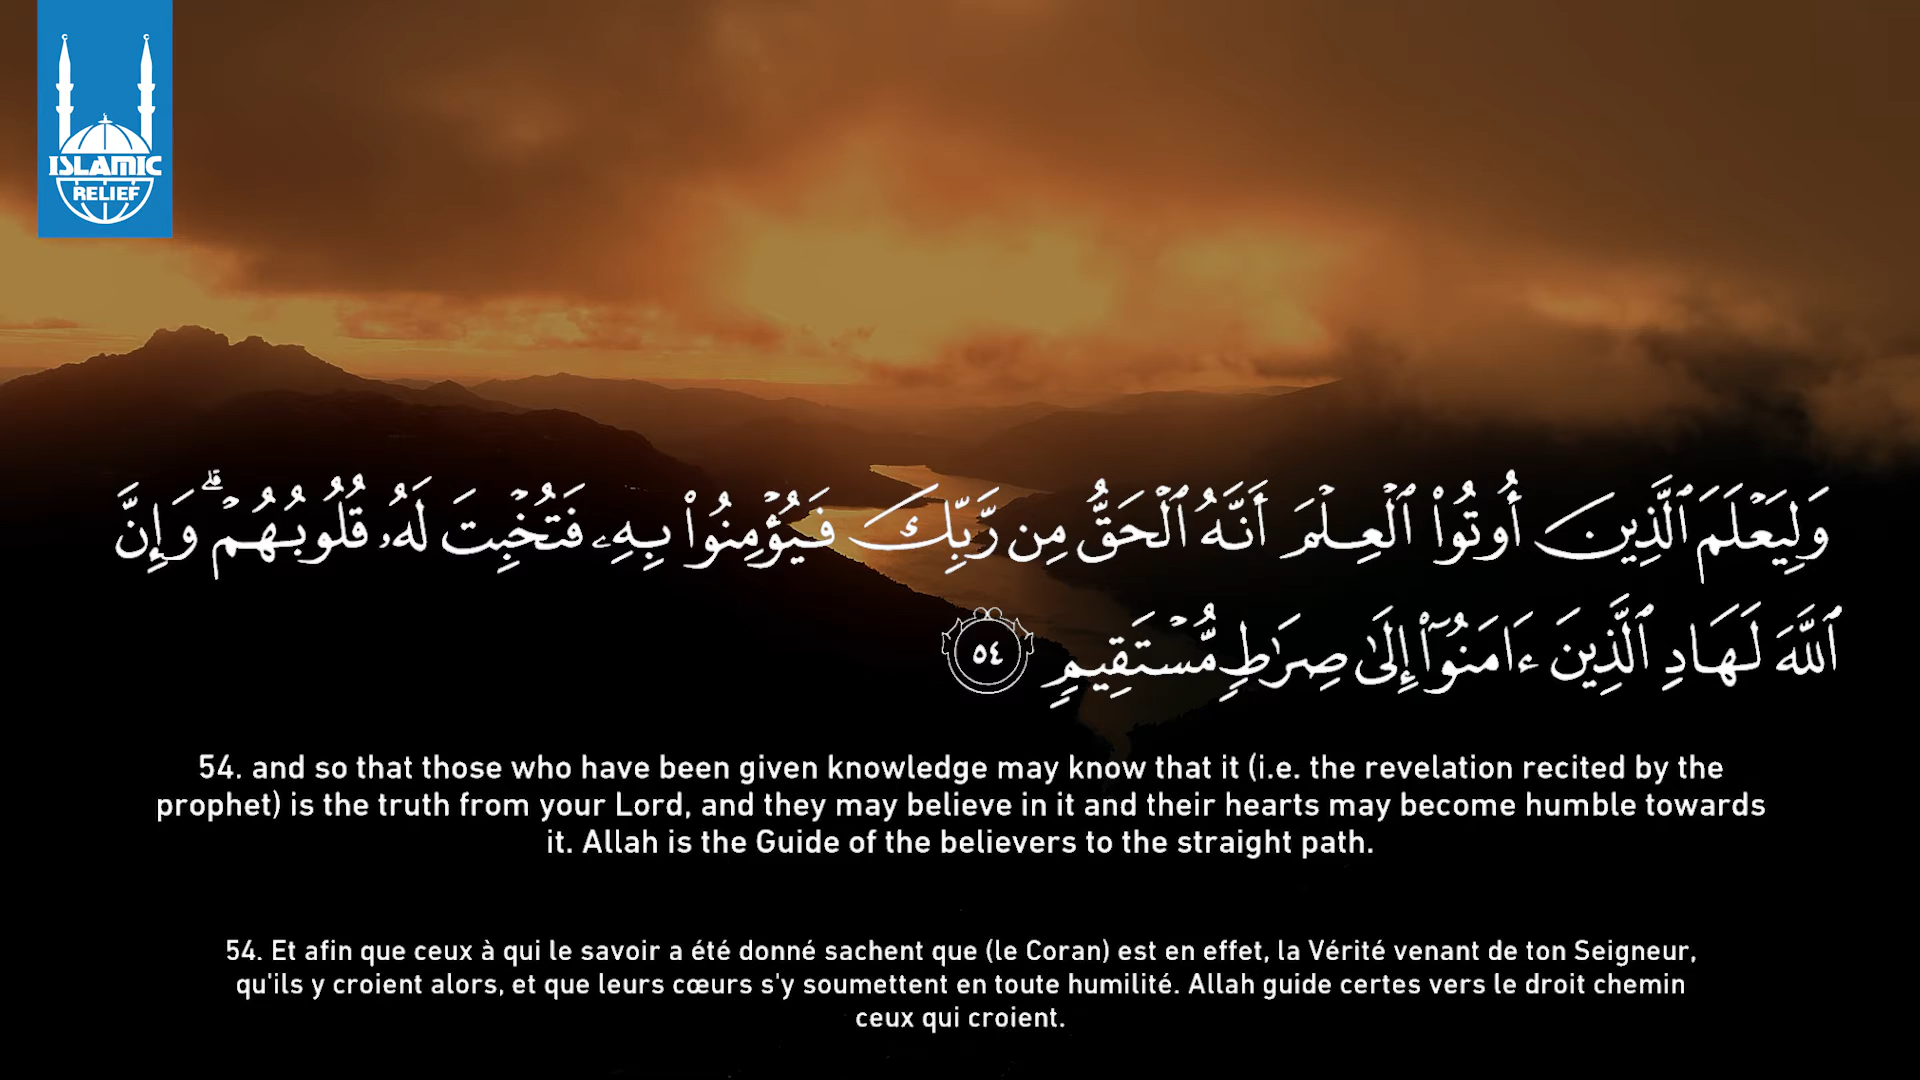 ISLAMIC
RELIEF
وَلِيَعْلَمَ ٱلَّذِينَ أُوتُوا۟ ٱلْعِلْمَ أَنَّهُ ٱلْحَقُّ مِن رَّبِّكَ فَيُؤْمِنُوا۟ بِهِۦ فَتُخْبِتَ لَهُۥ قُلُوبُهُمْ ۗ وَإِنَّ
ٱللَّهَ لَهَادِ ٱلَّذِينَ ءَامَنُوٓا۟ إِلَىٰ صِرَٰطٍ مُّسْتَقِيمٍ ٥٤
54. and so that those who have been given knowledge may know that it (i.e. the revelation recited by the
prophet) is the truth from your Lord, and they may believe in it and their hearts may become humble towards
it. Allah is the Guide of the believers to the straight path.
54. Et afin que ceux à qui le savoir a été donné sachent que (le Coran) est en effet, la Vérité venant de ton Seigneur,
qu'ils y croient alors, et que leurs cœurs s'y soumettent en toute humilité. Allah guide certes vers le droit chemin
ceux qui croient.